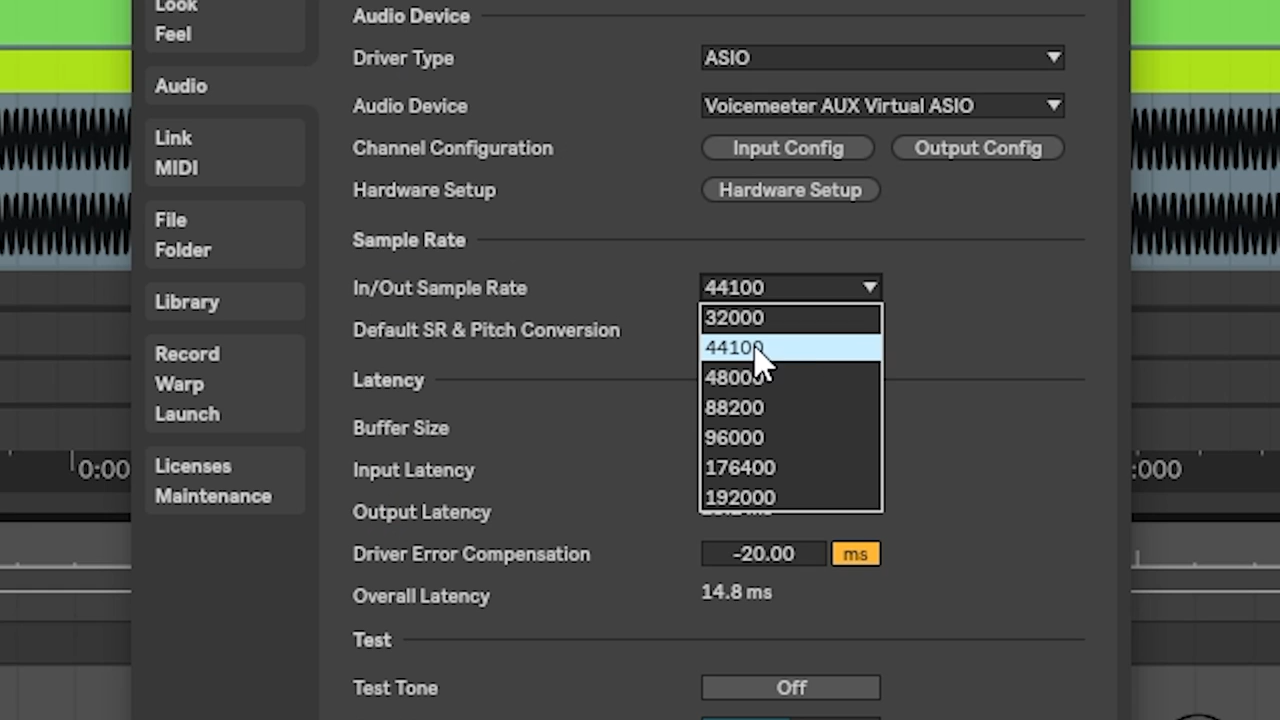 Look
Feel
Audio
Link
MIDI
File
Folder
Library
Record
Warp
Launch
Licenses
Maintenance
Audio Device
Driver Type ASIO
Audio Device Voicemeeter AUX Virtual ASIO
Channel Configuration Input Config Output Config
Hardware Setup Hardware Setup
Sample Rate
In/Out Sample Rate 44100
32000
Default SR & Pitch Conversion
44100
Latency 48000
88200
Buffer Size
96000
Input Latency 176400
192000
Output Latency
Driver Error Compensation -20.00 ms
Overall Latency 14.8 ms
Test
Test Tone Off
0:00
:000